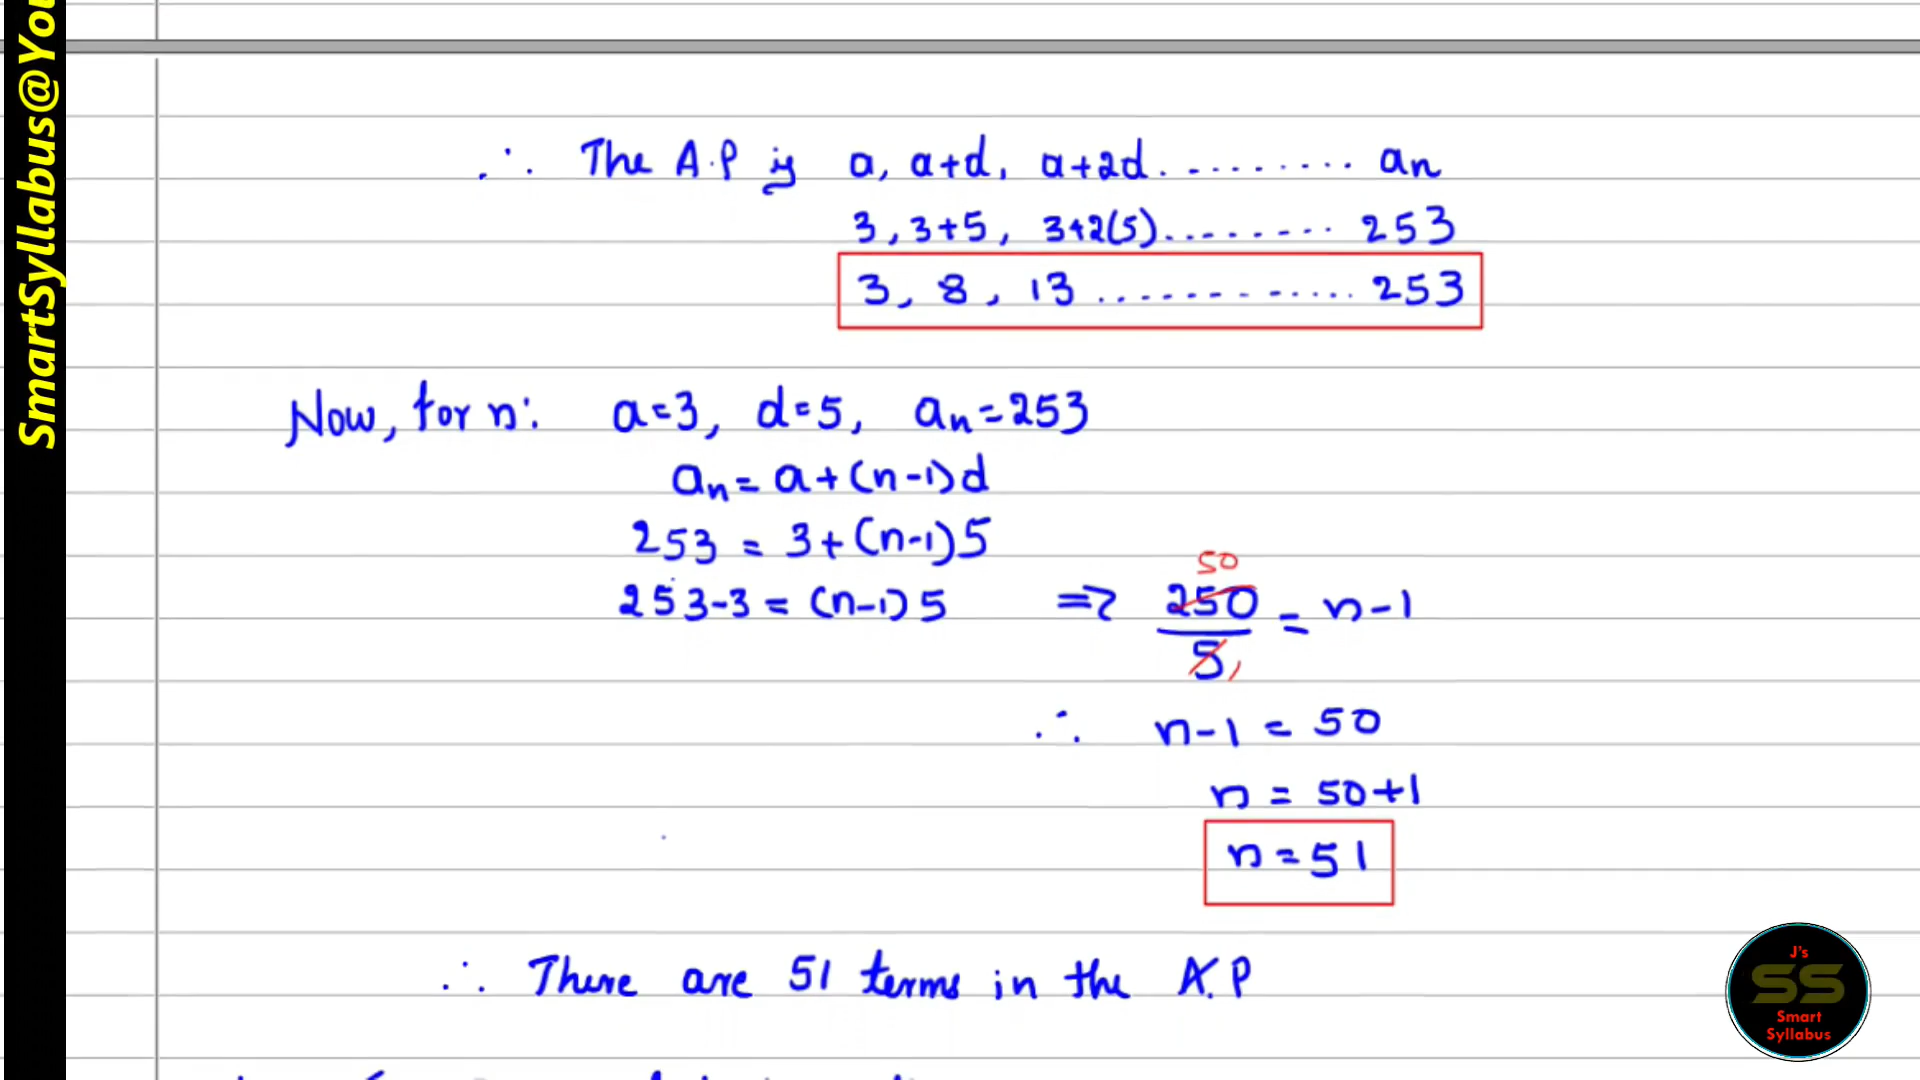 SmartSyllabus@You
∴ The A.P is a, a+d, a+2d.......... an
3, 3+5, 3+2(5).......... 253
3, 8, 13 ............. 253
Now, for n: a=3, d=5, an=253
an = a+(n-1)d
253 = 3+(n-1)5
253-3 = (n-1)5 => 250/5 = n-1
50
∴ n-1 = 50
n = 50+1
n=51
∴ There are 51 terms in the A.P
J's
SS
Smart
Syllabus